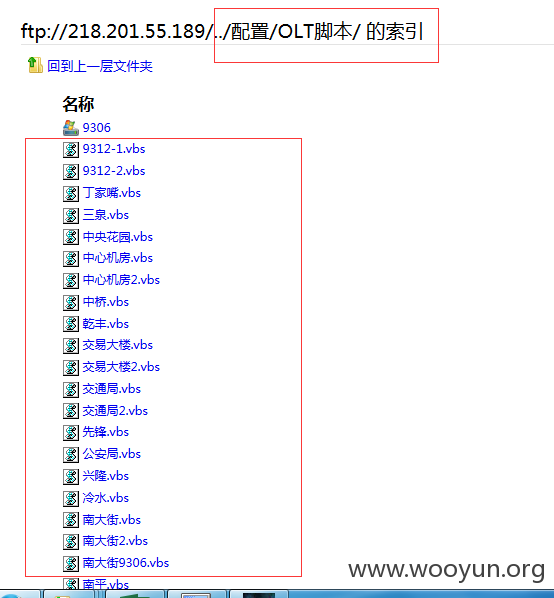 ftp://218.201.55.189/../配置/OLT脚本/ 的索引
回到上一层文件夹
名称
9306
9312-1.vbs
9312-2.vbs
丁家嘴.vbs
三泉.vbs
中央花园.vbs
中心机房.vbs
中心机房2.vbs
中桥.vbs
乾丰.vbs
交易大楼.vbs
交易大楼2.vbs
交通局.vbs
交通局2.vbs
先锋.vbs
公安局.vbs
兴隆.vbs
冷水.vbs
南大街.vbs
南大街2.vbs
南大街9306.vbs
南平.vbs
www.wooyun.org